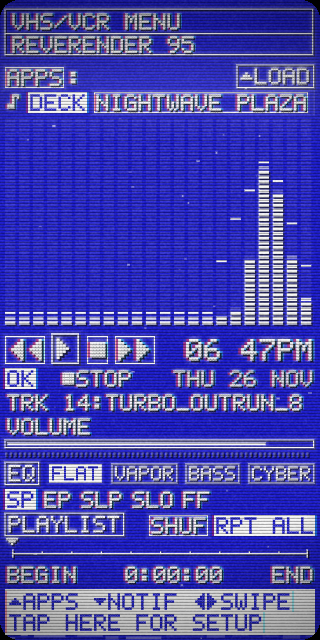 VHS/VCR MENU
REVERENDER 95
APPS: LOAD
DECK NIGHTWAVE PLAZA
06 47PM
OK STOP THU 26 NOV
TRK 14:TURBO_OUTRUN_8
VOLUME
EQ FLAT VAPOR BASS CYBER
SP EP SLP SLO FF
PLAYLIST SHUF RPT ALL
BEGIN 0:00:00 END
APPS NOTIF SWIPE
TAP HERE FOR SETUP